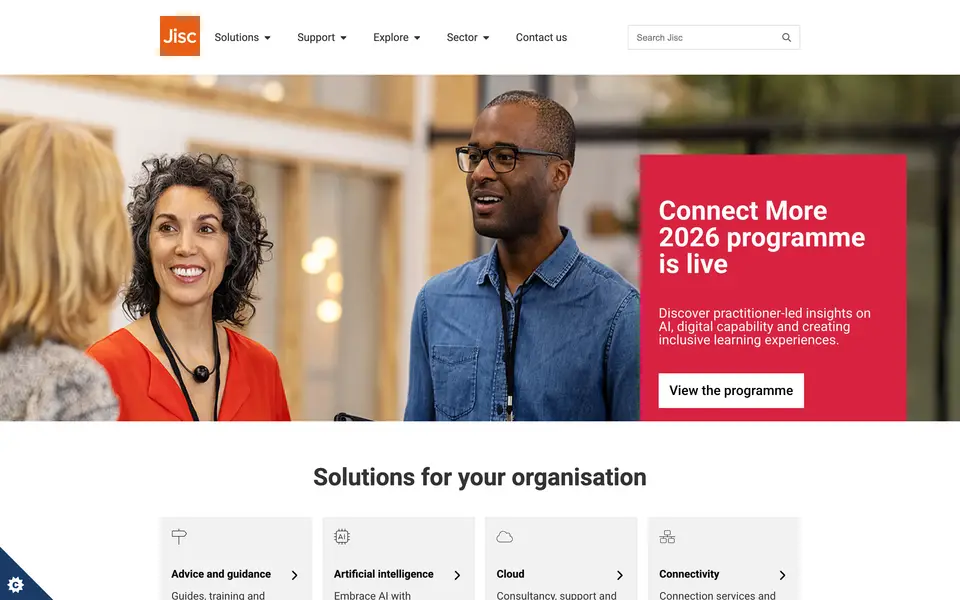 Jisc
Solutions
Support
Explore
Sector
Contact us
Search Jisc
Connect More
2026 programme
is live
Discover practitioner-led insights on
AI, digital capability and creating
inclusive learning experiences.
View the programme
Solutions for your organisation
AI
Advice and guidance
Artificial intelligence
Cloud
Connectivity
Guides, training and
Embrace AI with
Consultancy, support and
Connection services and
C